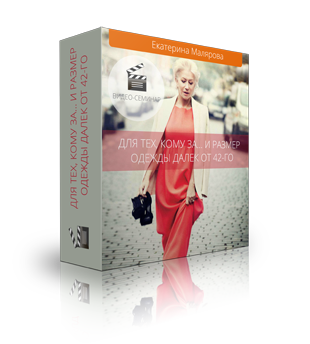 Екатерина Малярова
ВИДЕО-СЕМИНАР
ДЛЯ ТЕХ, КОМУ ЗА... И РАЗМЕР
ОДЕЖДЫ ДАЛЕК ОТ 42-ГО
ДЛЯ ТЕХ, КОМУ ЗА... И РАЗМЕР
ОДЕЖДЫ ДАЛЕК ОТ 42-ГО